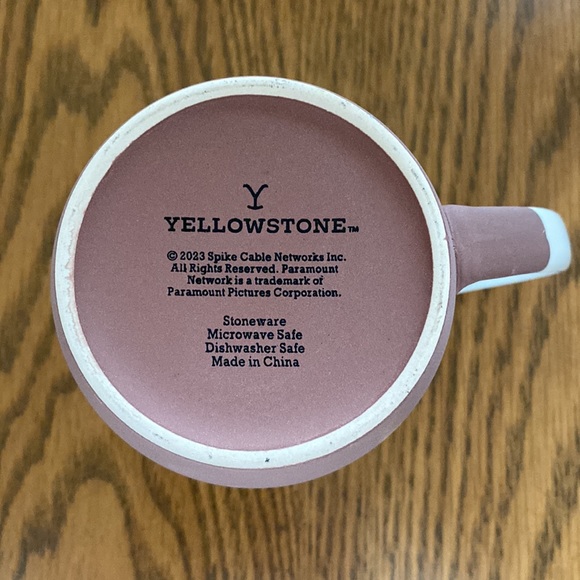 Y
YELLOWSTONE™
© 2023 Spike Cable Networks Inc.
All Rights Reserved. Paramount
Network is a trademark of
Paramount Pictures Corporation.
Stoneware
Microwave Safe
Dishwasher Safe
Made in China